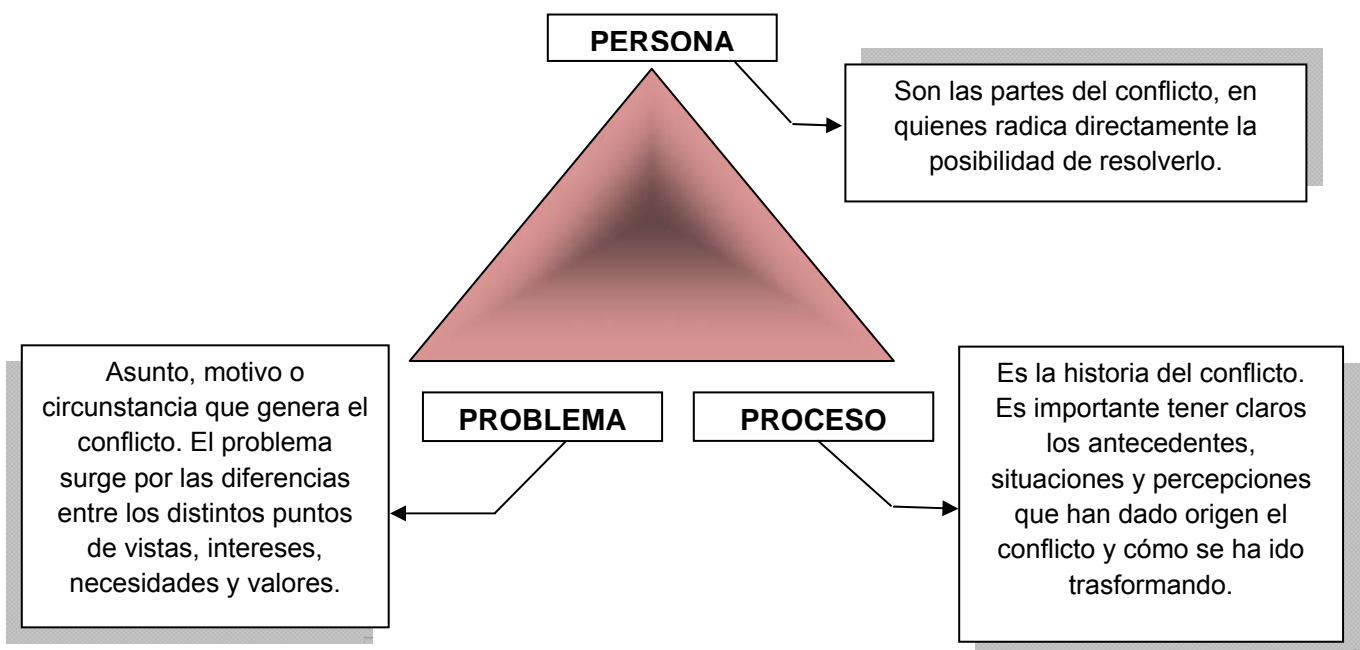 PERSONA
Son las partes del conflicto, en
quienes radica directamente la
posibilidad de resolverlo.
PROBLEMA
Asunto, motivo o
circunstancia que genera el
conflicto. El problema
surge por las diferencias
entre los distintos puntos
de vistas, intereses,
necesidades y valores.
PROCESO
Es la historia del conflicto.
Es importante tener claros
los antecedentes,
situaciones y percepciones
que han dado origen el
conflicto y cómo se ha ido
trasformando.